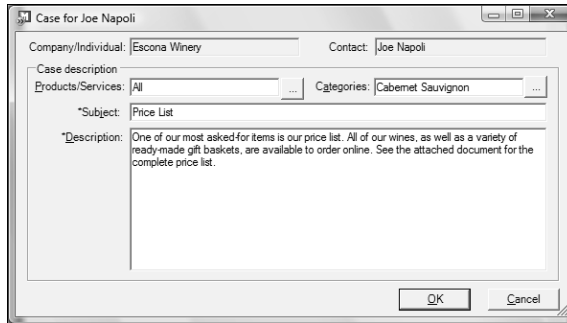 Case for Joe Napoli
Company/Individual: Escona Winery Contact: Joe Napoli
Case description
Products/Services: All ... Categories: Cabernet Sauvignon ...
*Subject: Price List
*Description: One of our most asked-for items is our price list. All of our wines, as well as a variety of
ready-made gift baskets, are available to order online. See the attached document for the
complete price list.
OK Cancel